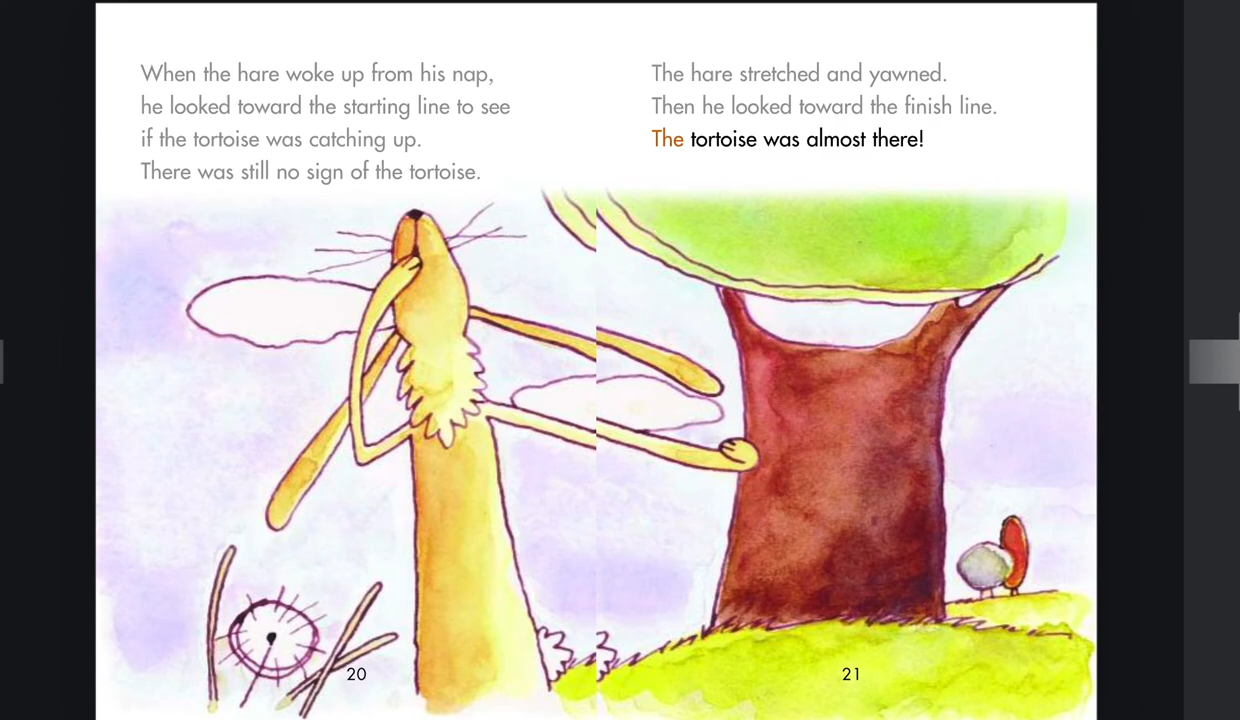 When the hare woke up from his nap,
he looked toward the starting line to see
if the tortoise was catching up.
There was still no sign of the tortoise.
20
The hare stretched and yawned.
Then he looked toward the finish line.
The tortoise was almost there!
21